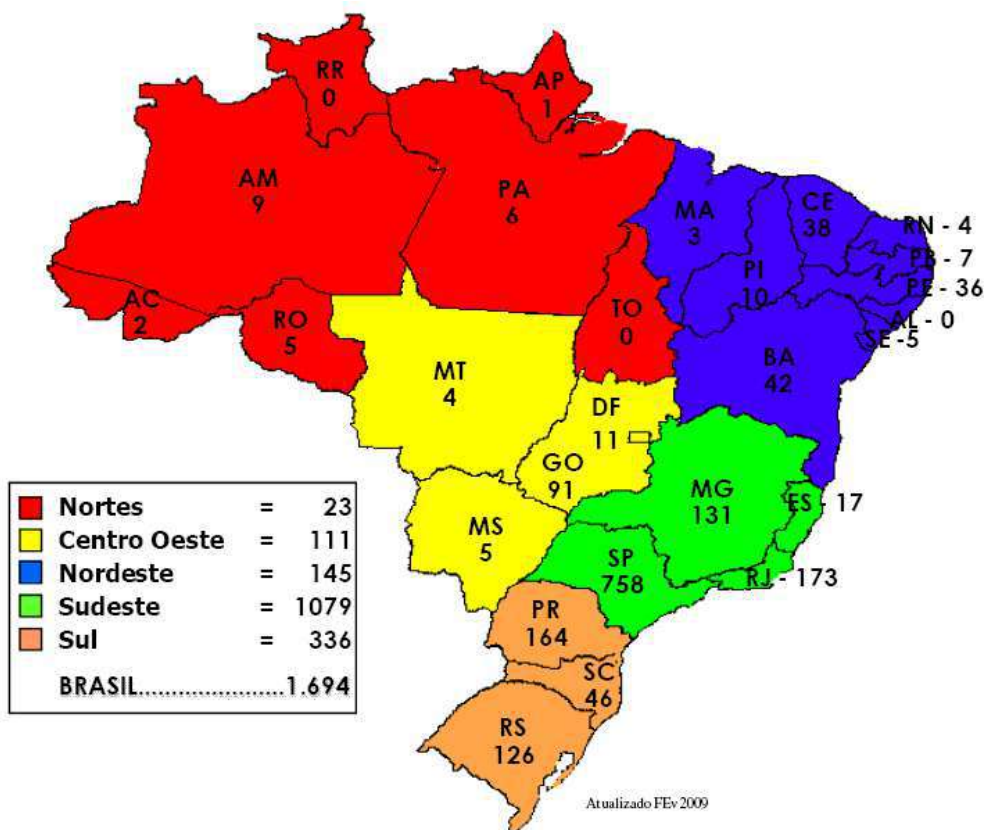 RR
0
AP
1
AM
9
PA
6
MA
3
CE
38
RN - 4
PB - 7
PI
10
PE - 36
AL - 0
SE -5
AC
2
RO
5
TO
0
BA
42
MT
4
DF
11
GO
91
MG
131
ES - 17
MS
5
SP
758
RJ - 173
PR
164
SC
46
RS
126
Nortes = 23
Centro Oeste = 111
Nordeste = 145
Sudeste = 1079
Sul = 336
BRASIL......................1.694
Atualizado FEv 2009